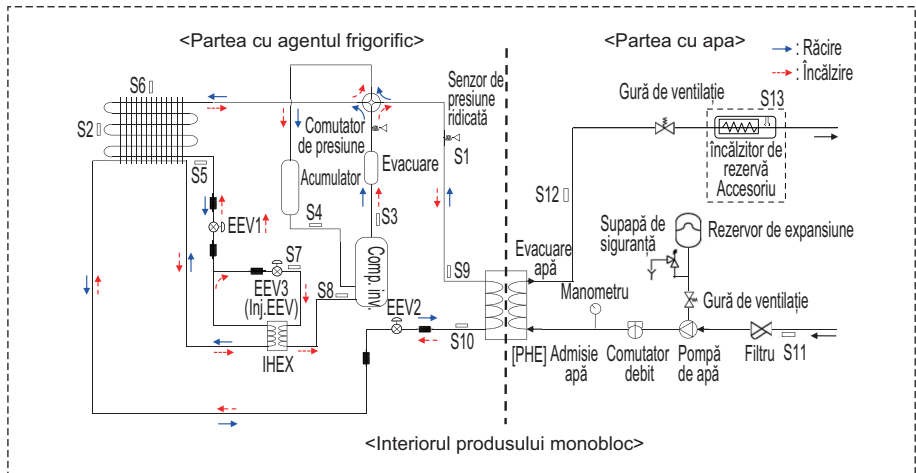 <Partea cu agentul frigorific>
<Partea cu apa>
: Răcire
: Încălzire
S6
S2
S5
EEV1
Comutator
de presiune
Senzor
de presiune
ridicată
S1
Acumulator
Evacuare
S4
S3
S7
EEV3
(Inj.EEV)
S8
Comp. inv.
IHEX
EEV2
S9
S10
[PHE]
Gură de ventilație
S13
Încălzitor de
rezervă
Accesoriu
S12
Evacuare
apă
Supapă de
siguranță
Rezervor de expansiune
Manometru
Gură de ventilație
Admisie
apă
Comutator
debit
Pompă
de apă
Filtru
S11
<Interiorul produsului monobloc>